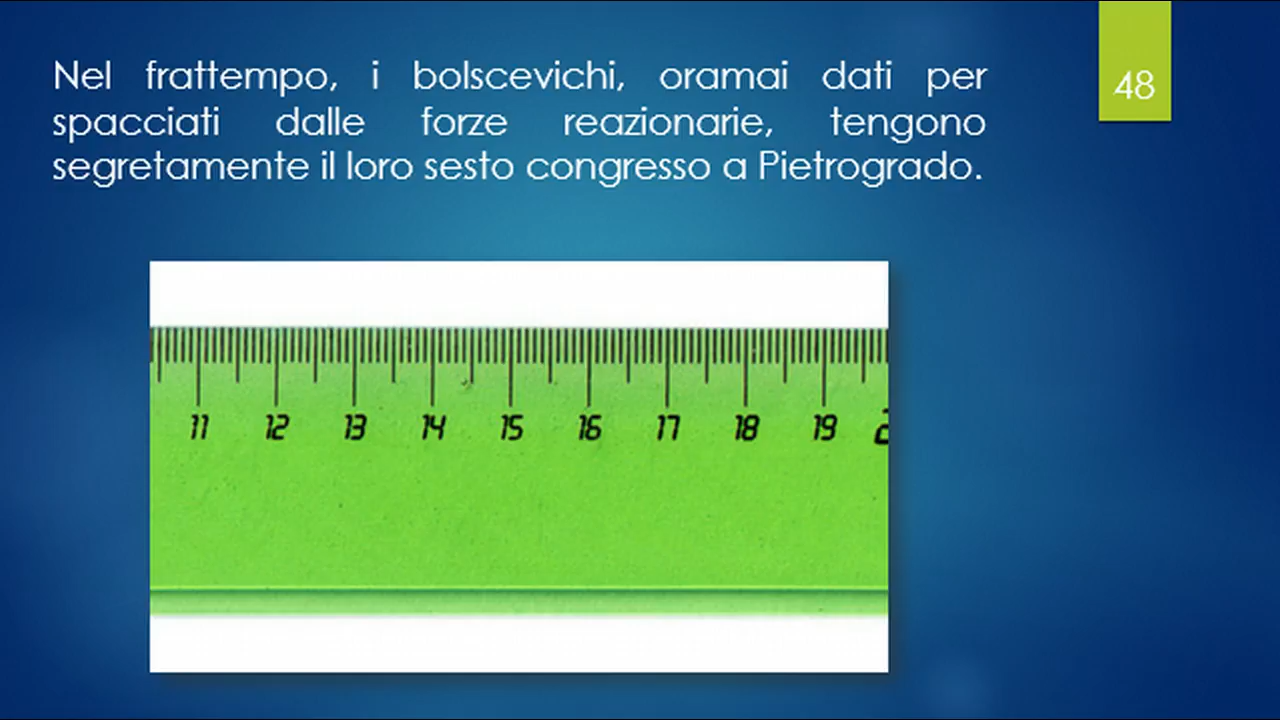 Nel frattempo, i bolscevichi, oramai dati per
spacciati dalle forze reazionarie, tengono
segretamente il loro sesto congresso a Pietrogrado.
48
11 12 13 14 15 16 17 18 19